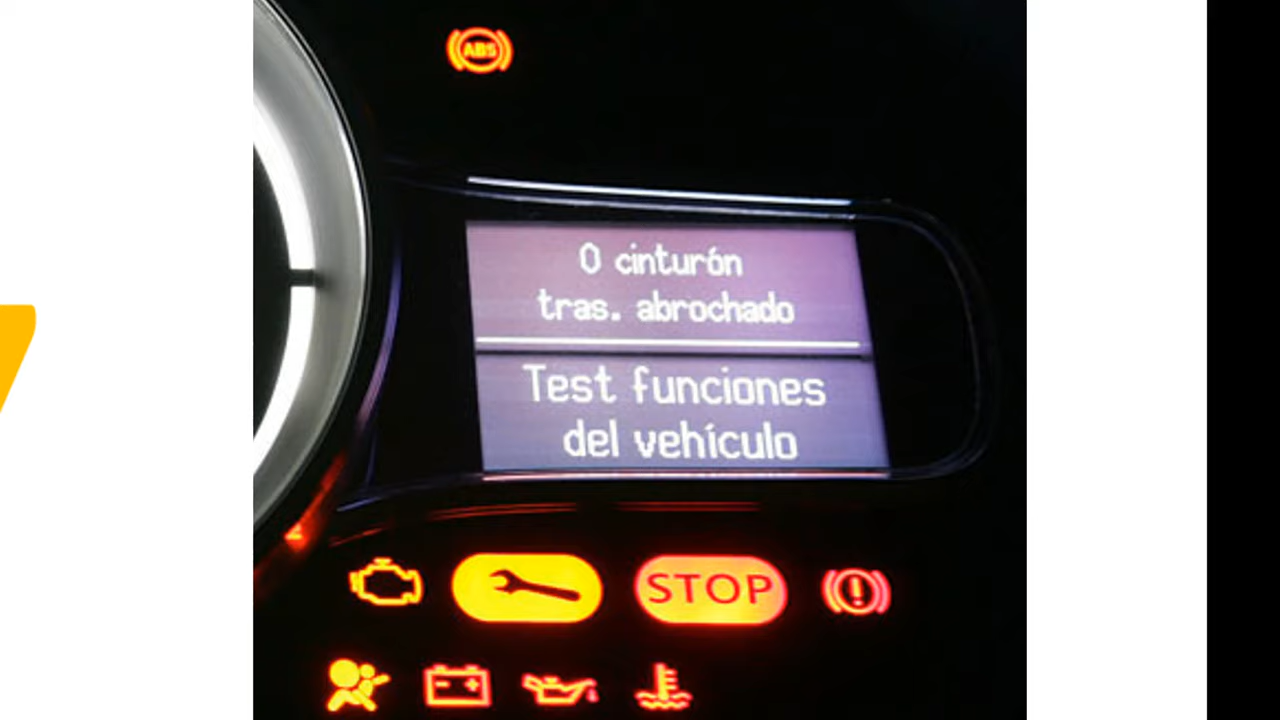 ABS
0 cinturón
tras. abrochado
Test funciones
del vehículo
STOP